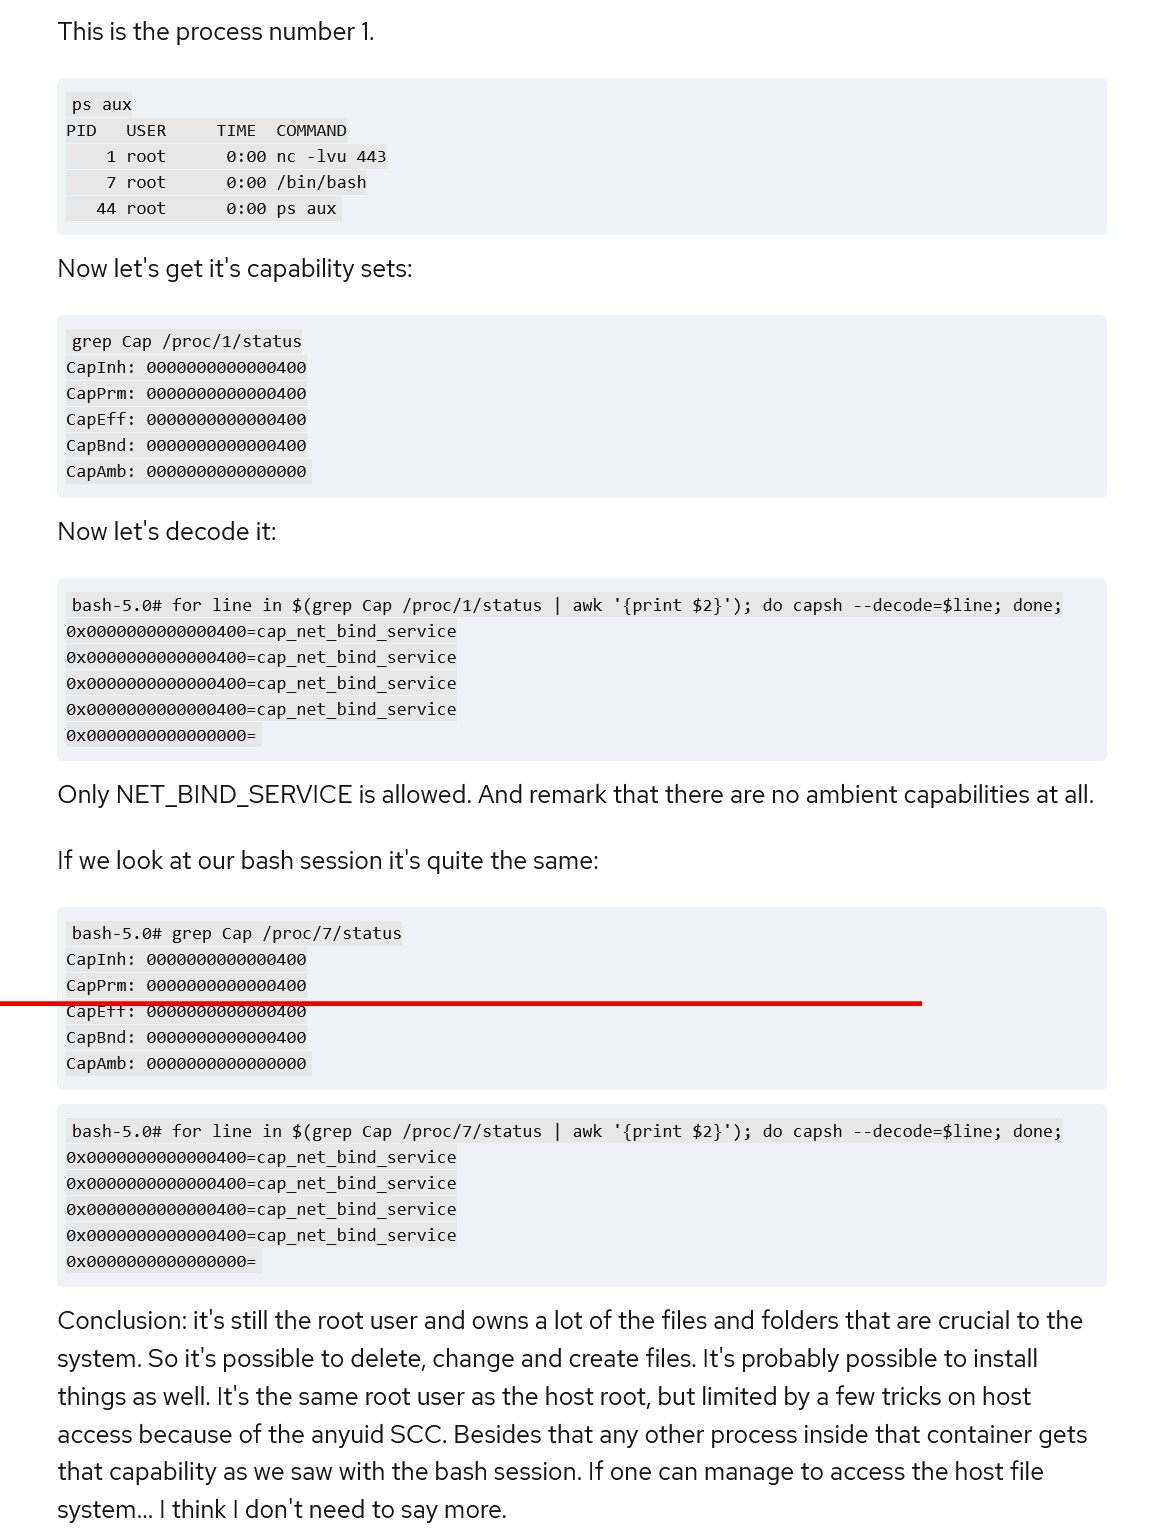 This is the process number 1.
ps aux
PID   USER     TIME  COMMAND
    1 root      0:00 nc -lvu 443
    7 root      0:00 /bin/bash
   44 root      0:00 ps aux
Now let's get it's capability sets:
grep Cap /proc/1/status
CapInh: 0000000000000400
CapPrm: 0000000000000400
CapEff: 0000000000000400
CapBnd: 0000000000000400
CapAmb: 0000000000000000
Now let's decode it:
bash-5.0# for line in $(grep Cap /proc/1/status | awk '{print $2}'); do capsh --decode=$line; done;
0x0000000000000400=cap_net_bind_service
0x0000000000000400=cap_net_bind_service
0x0000000000000400=cap_net_bind_service
0x0000000000000400=cap_net_bind_service
0x0000000000000000=
Only NET_BIND_SERVICE is allowed. And remark that there are no ambient capabilities at all.
If we look at our bash session it's quite the same:
bash-5.0# grep Cap /proc/7/status
CapInh: 0000000000000400
CapPrm: 0000000000000400
CapEff: 0000000000000400
CapBnd: 0000000000000400
CapAmb: 0000000000000000
bash-5.0# for line in $(grep Cap /proc/7/status | awk '{print $2}'); do capsh --decode=$line; done;
0x0000000000000400=cap_net_bind_service
0x0000000000000400=cap_net_bind_service
0x0000000000000400=cap_net_bind_service
0x0000000000000400=cap_net_bind_service
0x0000000000000000=
Conclusion: it's still the root user and owns a lot of the files and folders that are crucial to the
system. So it's possible to delete, change and create files. It's probably possible to install
things as well. It's the same root user as the host root, but limited by a few tricks on host
access because of the anyuid SCC. Besides that any other process inside that container gets
that capability as we saw with the bash session. If one can manage to access the host file
system... I think I don't need to say more.